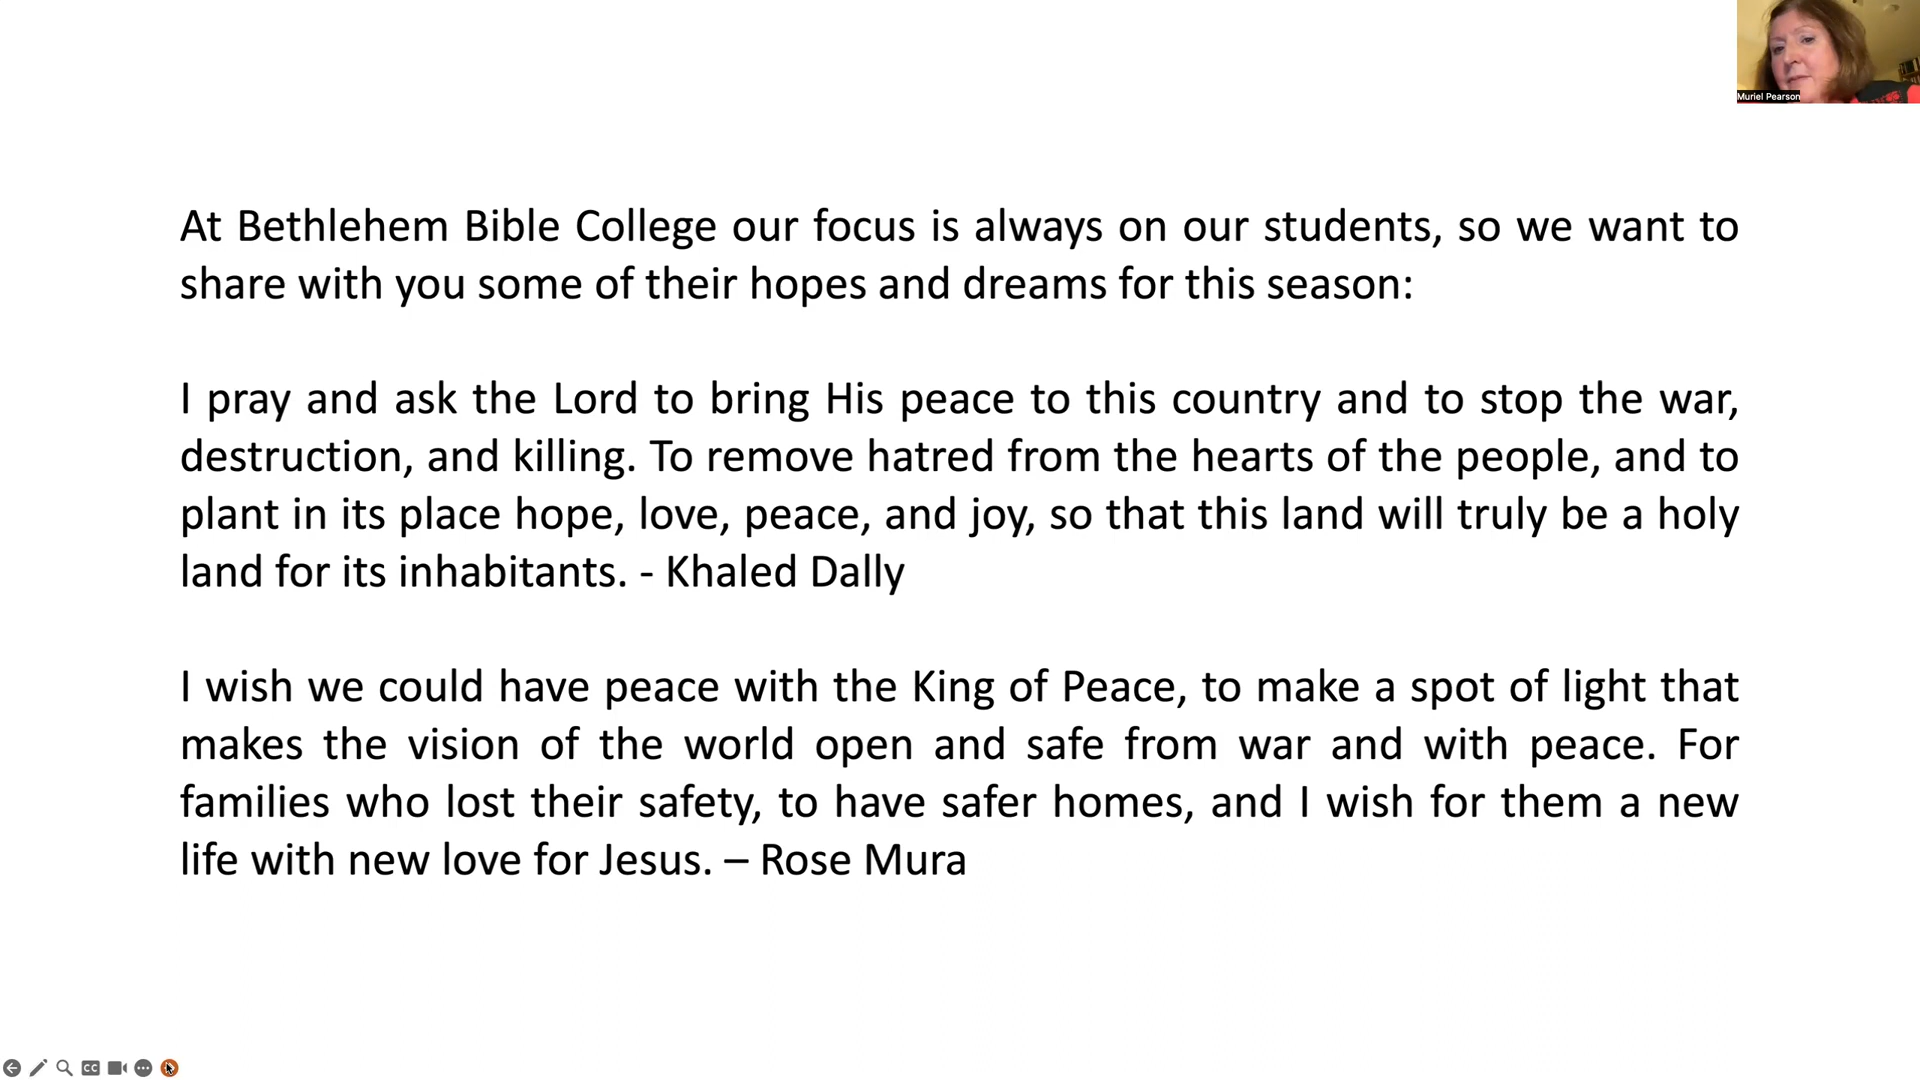 Muriel Pearson
At Bethlehem Bible College our focus is always on our students, so we want to
share with you some of their hopes and dreams for this season:
I pray and ask the Lord to bring His peace to this country and to stop the war,
destruction, and killing. To remove hatred from the hearts of the people, and to
plant in its place hope, love, peace, and joy, so that this land will truly be a holy
land for its inhabitants. - Khaled Dally
I wish we could have peace with the King of Peace, to make a spot of light that
makes the vision of the world open and safe from war and with peace. For
families who lost their safety, to have safer homes, and I wish for them a new
life with new love for Jesus. – Rose Mura
CC